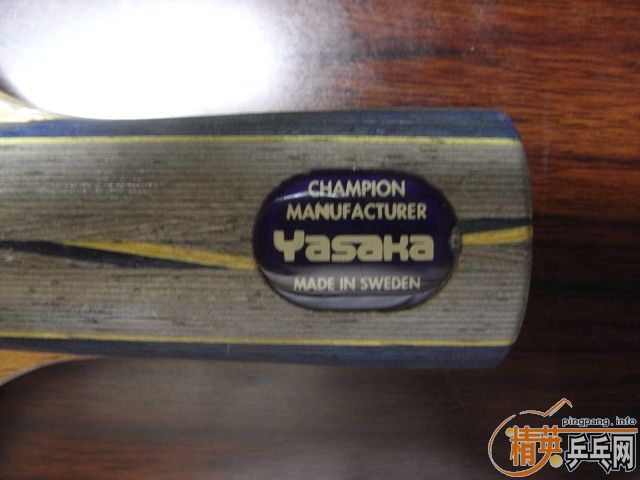 CHAMPION
MANUFACTURER
Yasaka
MADE IN SWEDEN
pingpang.info
精英乒乓网